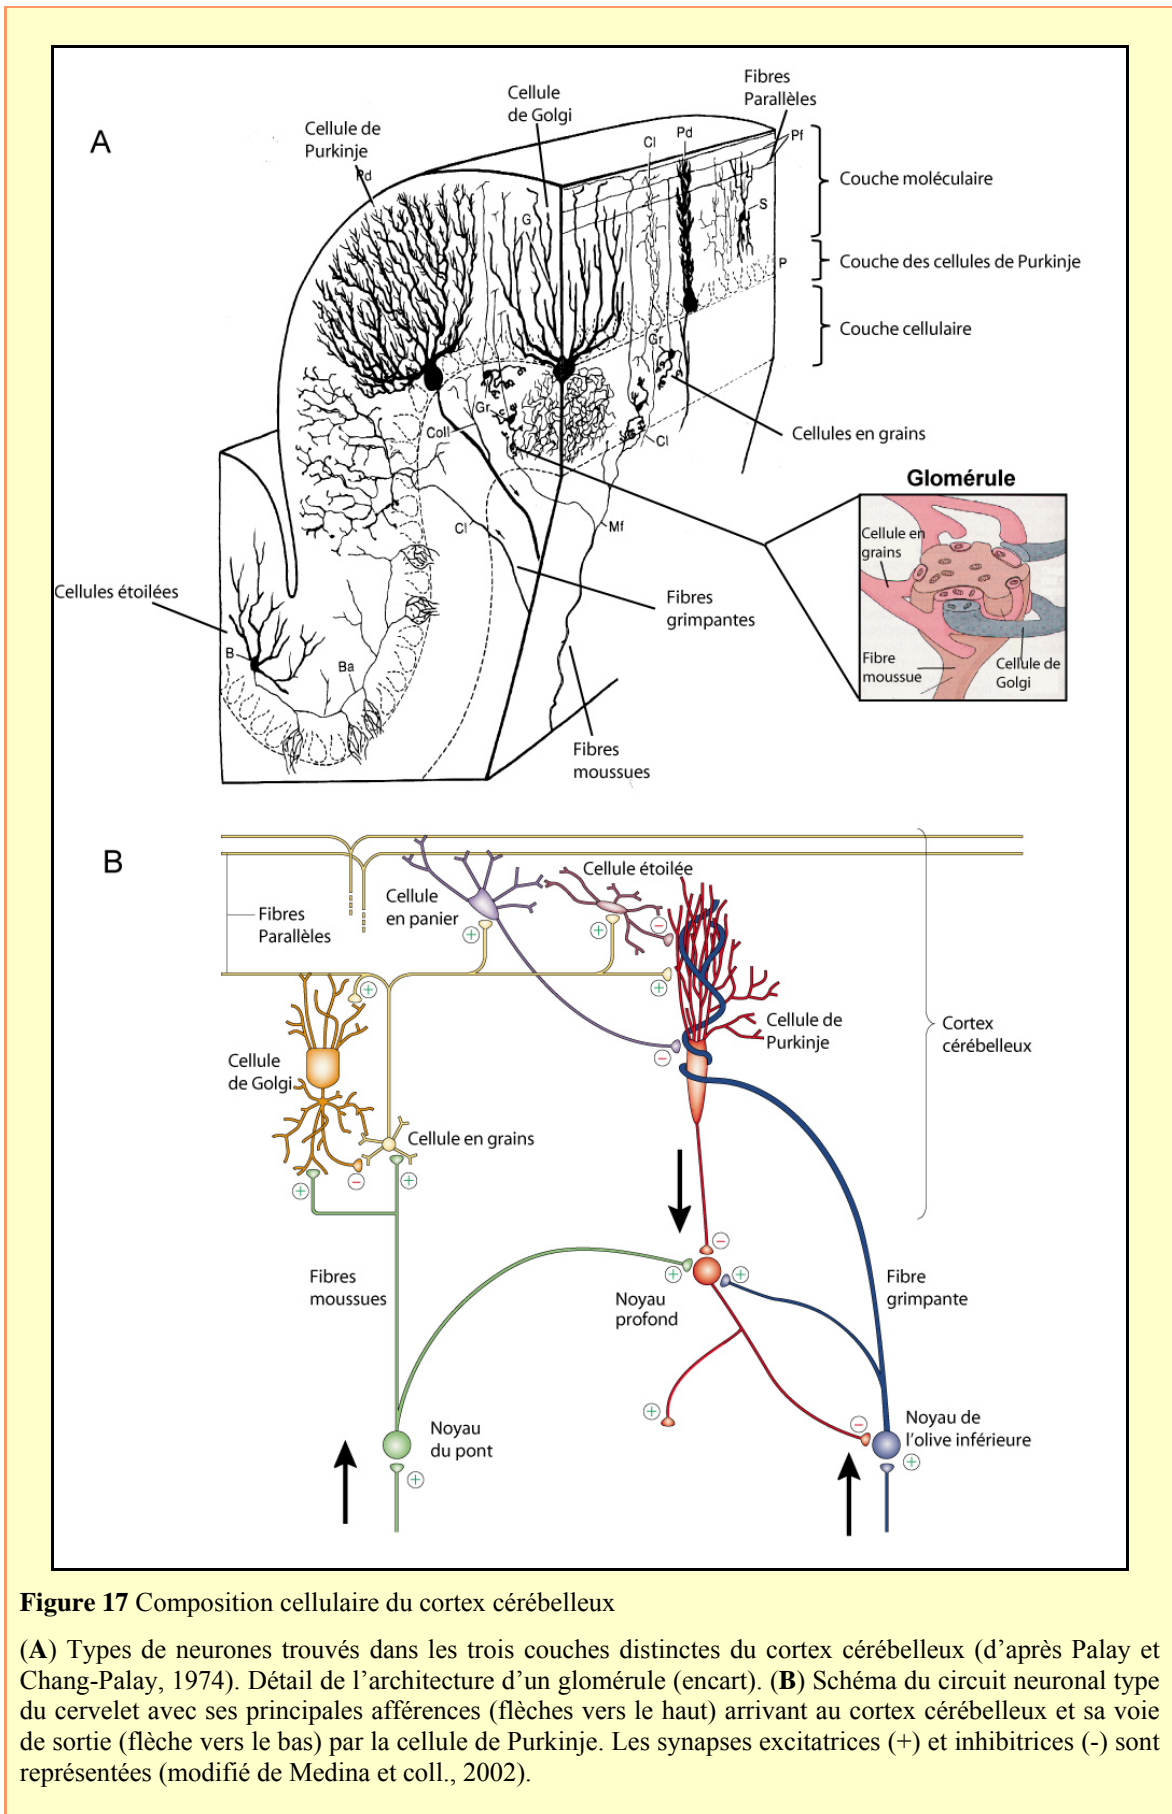 A
Cellule de
Purkinje
Pd
Cellule
de Golgi
Fibres
Parallèles
Cl
Pd
Pf
G
S
P
Couche moléculaire
Couche des cellules de Purkinje
Couche cellulaire
Gr
Gr
Coll
Cl
Cl
Mf
Cellules en grains
Glomérule
Cellule en
grains
Fibre
moussue
Cellule de
Golgi
Cellules étoilées
B
Ba
Fibres
grimpantes
Fibres
moussues
B
Fibres
Parallèles
Cellule
en panier
Cellule étoilée
+
+
−
+
+
−
Cellule de
Purkinje
Cortex
cérébelleux
Cellule
de Golgi
Cellule en grains
+
−
+
−
+
+
Fibres
moussues
Noyau
profond
Fibre
grimpante
+
−
Noyau
du pont
+
Noyau de
l'olive inférieure
+
Figure 17 Composition cellulaire du cortex cérébelleux
(A) Types de neurones trouvés dans les trois couches distinctes du cortex cérébelleux (d’après Palay et
Chang-Palay, 1974). Détail de l’architecture d’un glomérule (encart). (B) Schéma du circuit neuronal type
du cervelet avec ses principales afférences (flèches vers le haut) arrivant au cortex cérébelleux et sa voie
de sortie (flèche vers le bas) par la cellule de Purkinje. Les synapses excitatrices (+) et inhibitrices (-) sont
représentées (modifié de Medina et coll., 2002).